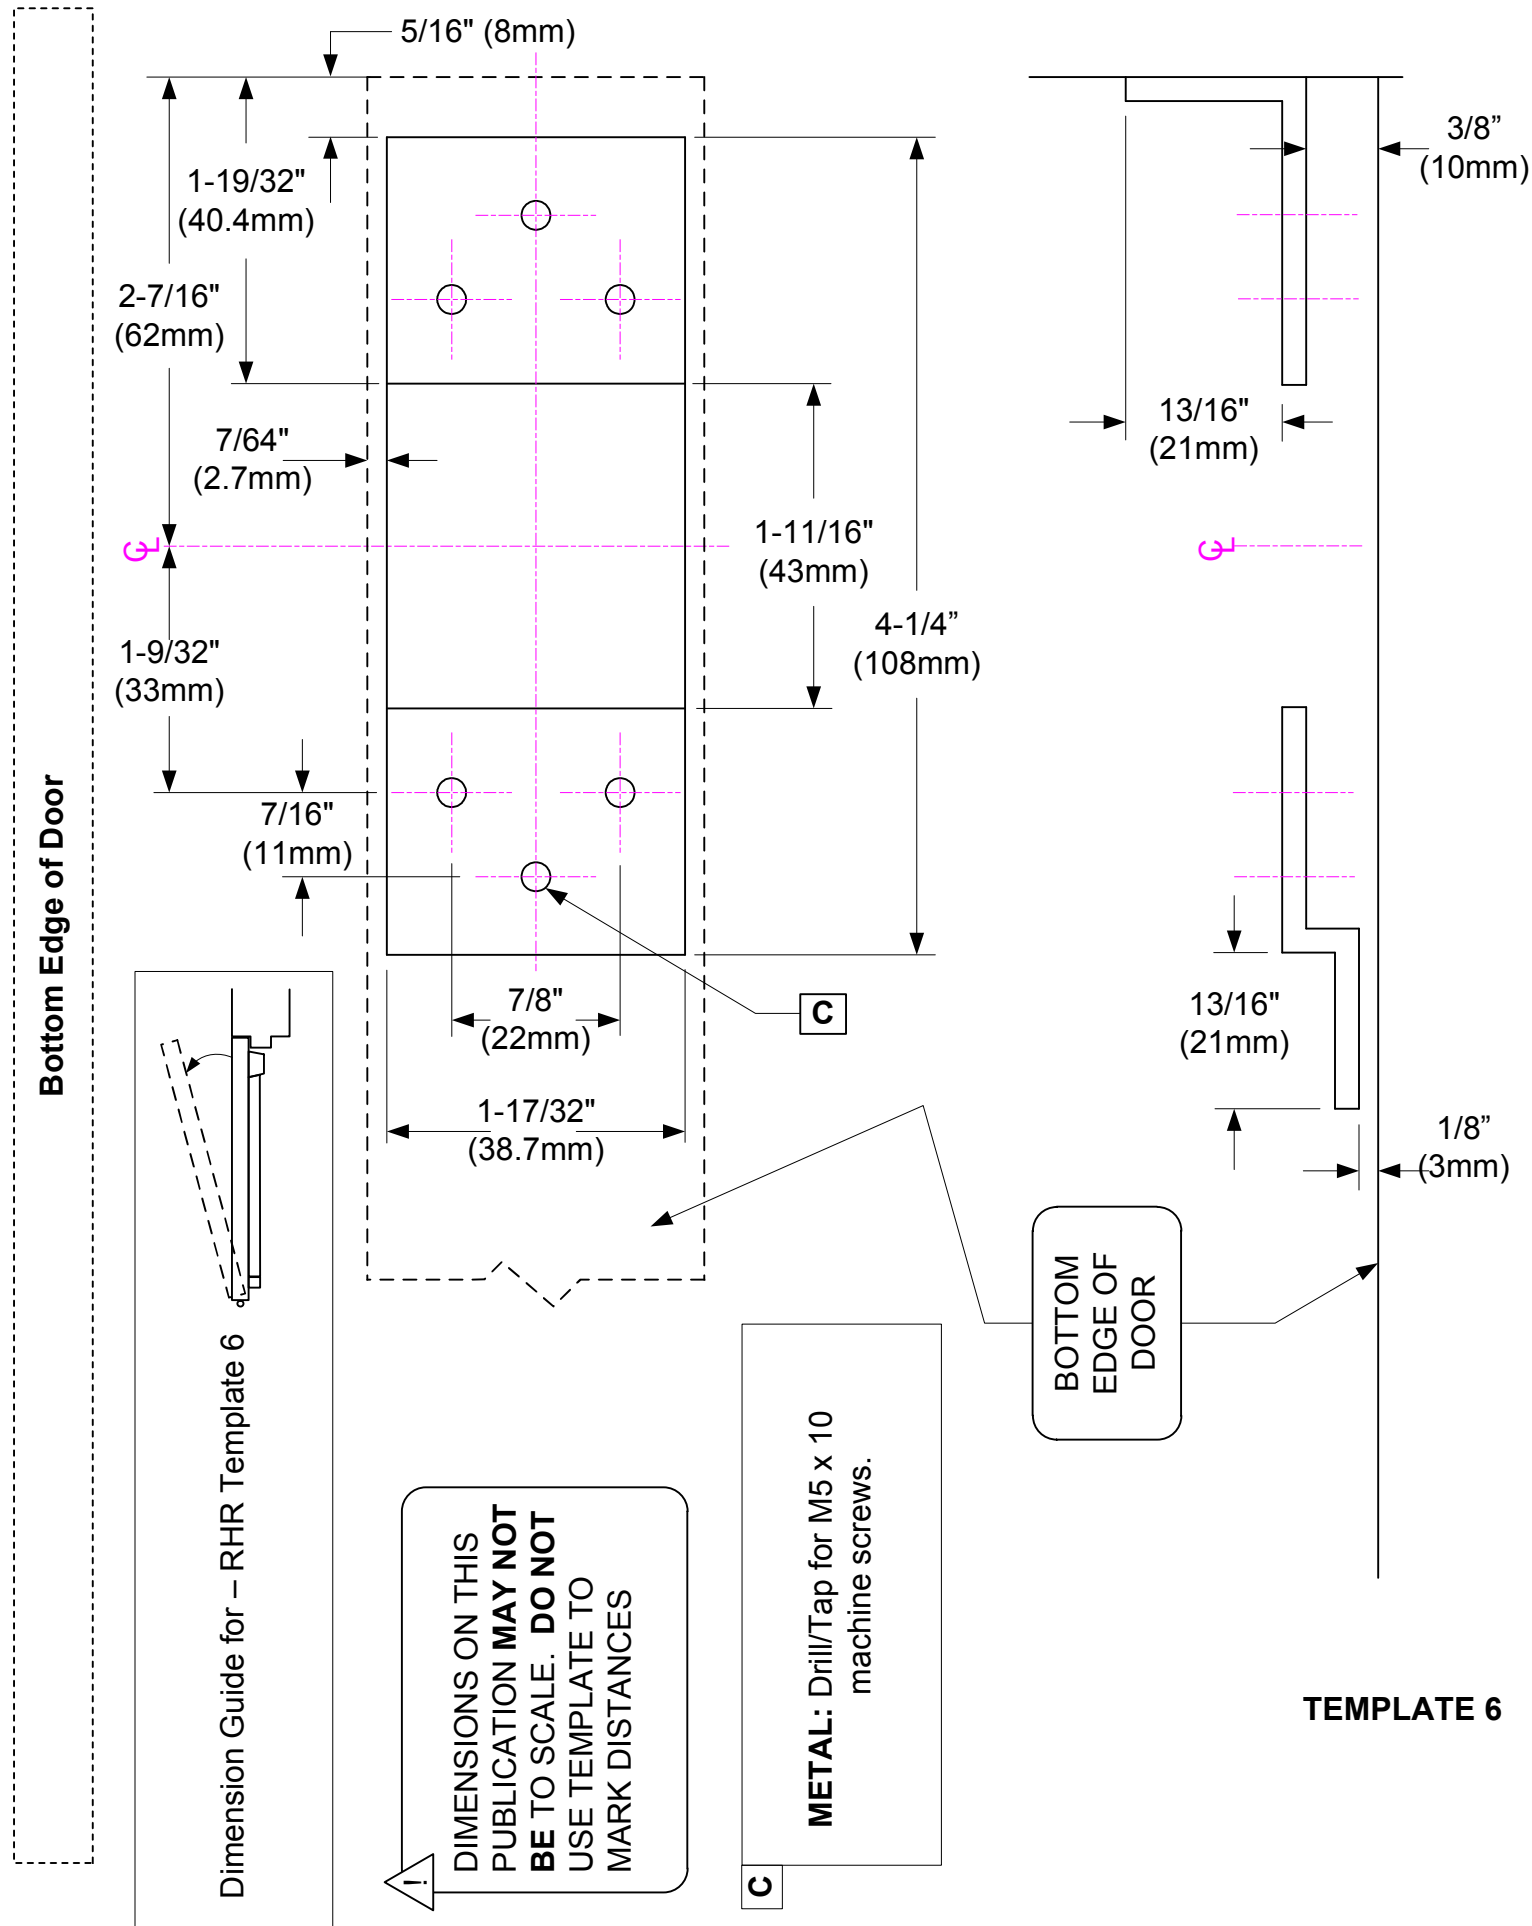 5/16" (8mm)
1-19/32"
(40.4mm)
2-7/16"
(62mm)
7/64"
(2.7mm)
1-9/32"
(33mm)
7/16"
(11mm)
1-11/16"
(43mm)
4-1/4”
(108mm)
7/8"
(22mm)
C
1-17/32"
(38.7mm)
3/8”
(10mm)
13/16"
(21mm)
13/16"
(21mm)
1/8”
(3mm)
CL
CL
Bottom Edge of Door
Dimension Guide for – RHR Template 6
!
DIMENSIONS ON THIS
PUBLICATION MAY NOT
BE TO SCALE. DO NOT
USE TEMPLATE TO
MARK DISTANCES
C
METAL: Drill/Tap for M5 x 10
machine screws.
BOTTOM
EDGE OF
DOOR
TEMPLATE 6